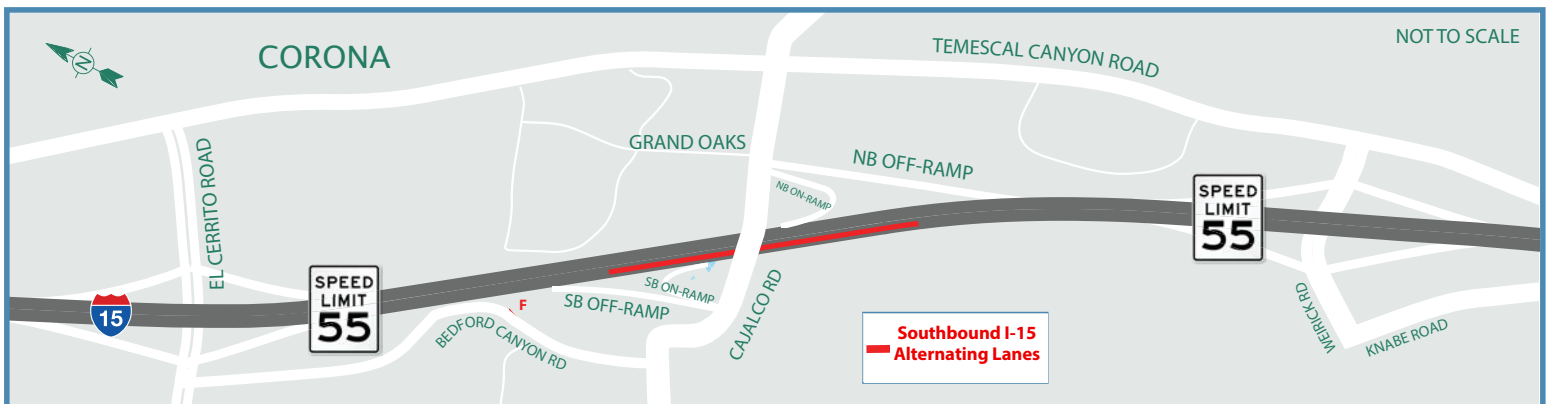 NOT TO SCALE
CORONA
N
TEMESCAL CANYON ROAD
GRAND OAKS
EL CERRITO ROAD
NB OFF-RAMP
NB ON-RAMP
SPEED
LIMIT
55
SPEED
LIMIT
55
15
SB ON-RAMP
SB OFF-RAMP
F
BEDFORD CANYON RD
CAJALCO RD
WEIRICK RD
KNABE ROAD
Southbound I-15
Alternating Lanes